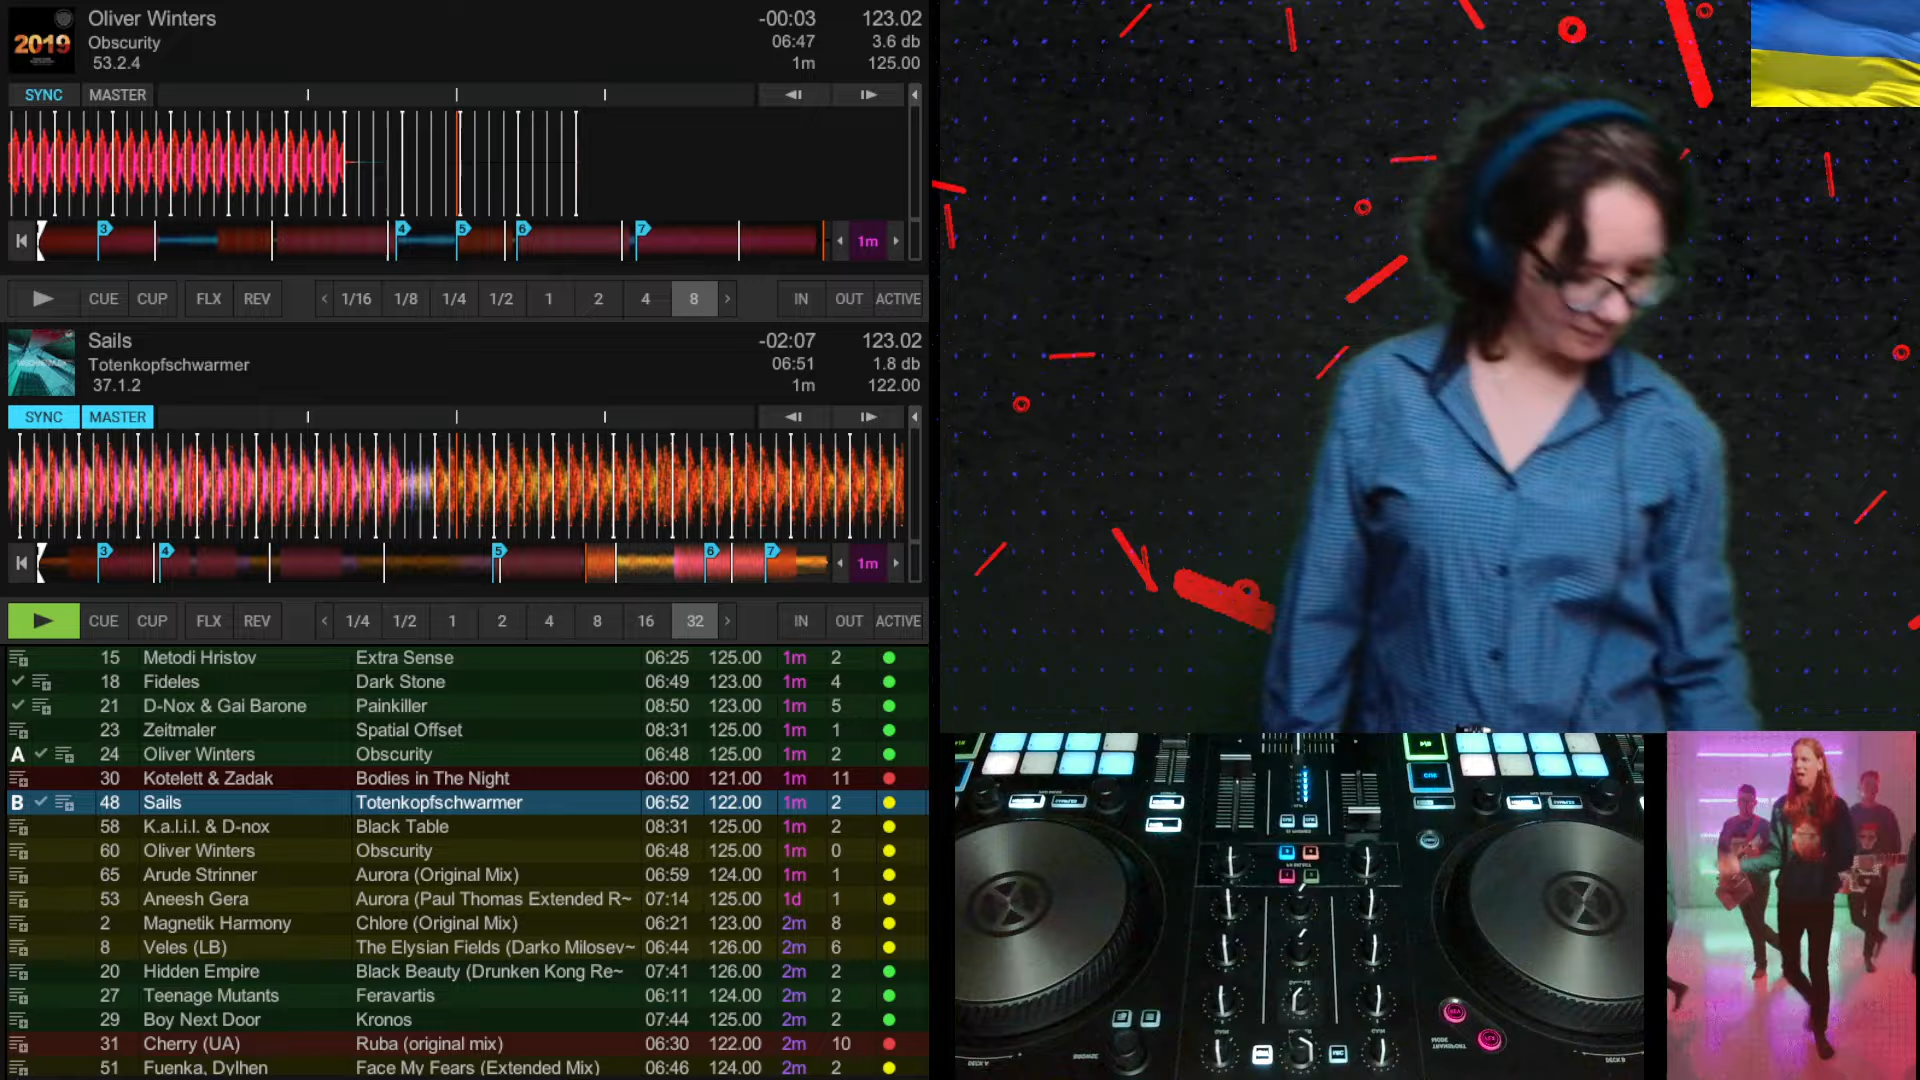 2019
Oliver Winters -00:03 123.02
Obscurity 06:47 3.6 db
53.2.4 1m 125.00
SYNC MASTER
3 4 5 6 7 1m
CUE CUP FLX REV 1/16 1/8 1/4 1/2 1 2 4 8 IN OUT ACTIVE
Sails -02:07 123.02
Totenkopfschwarmer 06:51 1.8 db
37.1.2 1m 122.00
SYNC MASTER
3 4 5 6 7 1m
CUE CUP FLX REV 1/4 1/2 1 2 4 8 16 32 IN OUT ACTIVE
15 Metodi Hristov Extra Sense 06:25 125.00 1m 2
18 Fideles Dark Stone 06:49 123.00 1m 4
21 D-Nox & Gai Barone Painkiller 08:50 123.00 1m 5
23 Zeitmaler Spatial Offset 08:31 125.00 1m 1
A 24 Oliver Winters Obscurity 06:48 125.00 1m 2
30 Kotelett & Zadak Bodies in The Night 06:00 121.00 1m 11
B 48 Sails Totenkopfschwarmer 06:52 122.00 1m 2
58 K.a.l.i.l. & D-nox Black Table 08:31 125.00 1m 2
60 Oliver Winters Obscurity 06:48 125.00 1m 0
65 Arude Strinner Aurora (Original Mix) 06:59 124.00 1m 1
53 Aneesh Gera Aurora (Paul Thomas Extended R~ 07:14 125.00 1d 1
2 Magnetik Harmony Chlore (Original Mix) 06:21 123.00 2m 8
8 Veles (LB) The Elysian Fields (Darko Milosev~ 06:44 126.00 2m 6
20 Hidden Empire Black Beauty (Drunken Kong Re~ 07:41 126.00 2m 2
27 Teenage Mutants Feravartis 06:11 124.00 2m 2
29 Boy Next Door Kronos 07:44 125.00 2m 2
31 Cherry (UA) Ruba (original mix) 06:30 122.00 2m 10
51 Fuenka, Dylhen Face My Fears (Extended Mix) 06:46 124.00 2m 2